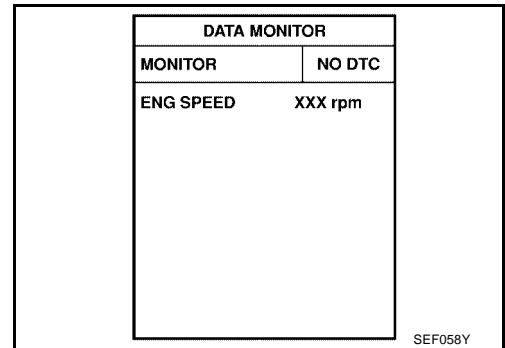 DATA MONITOR
MONITOR NO DTC
ENG SPEED XXX rpm
SEF058Y